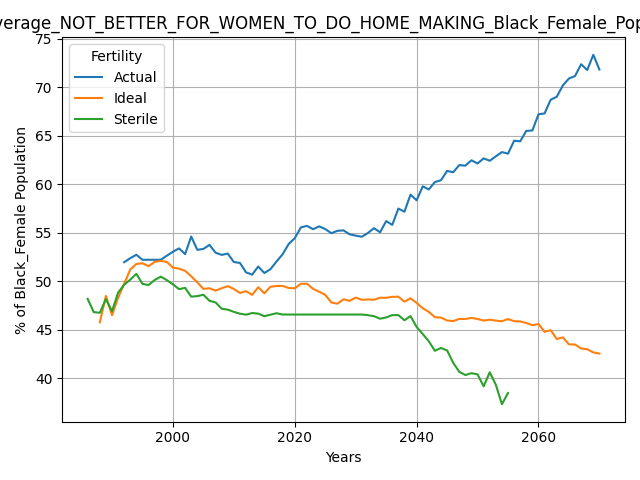 verage_NOT_BETTER_FOR_WOMEN_TO_DO_HOME_MAKING_Black_Female_Pop
Fertility
Actual
Ideal
Sterile
75
70
65
60
55
50
45
40
% of Black_Female Population
2000 2020 2040 2060
Years